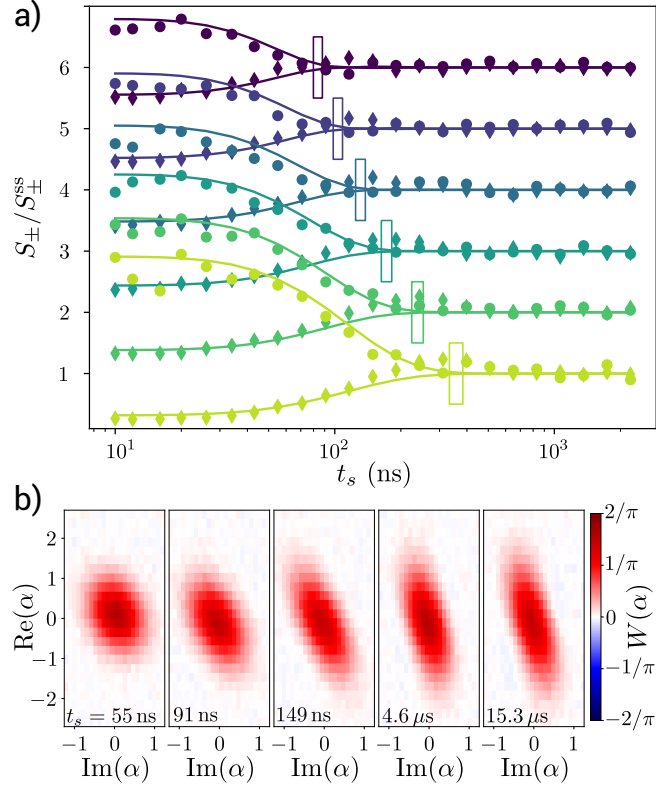 a)
S±/S±ˢˢ
6
5
4
3
2
1
10¹ 10² 10³
tₛ (ns)
b)
Re(α)
2
1
0
−1
−2
tₛ = 55 ns 91 ns 149 ns 4.6 μs 15.3 μs
−1 0 1 −1 0 1 −1 0 1 −1 0 1 −1 0 1
Im(α) Im(α) Im(α) Im(α) Im(α)
2/π
1/π
0
−1/π
−2/π
W(α)